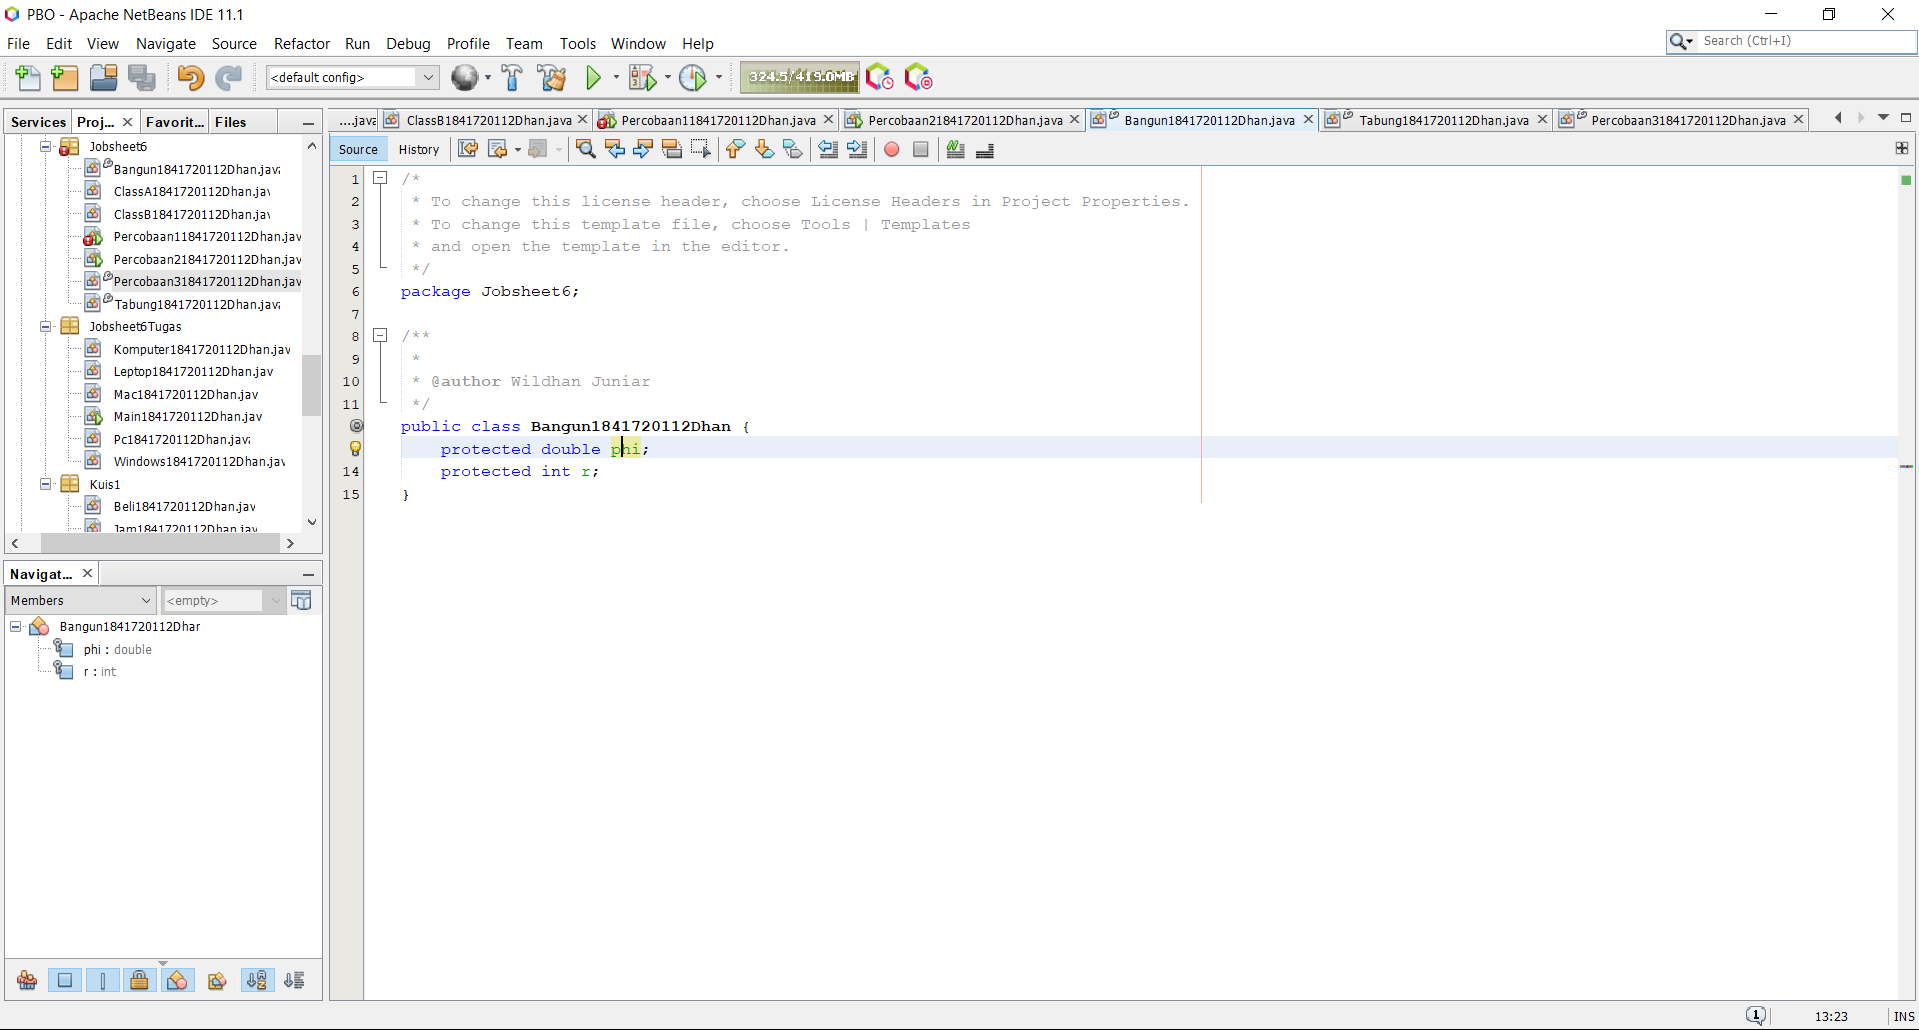 PBO - Apache NetBeans IDE 11.1
File Edit View Navigate Source Refactor Run Debug Profile Team Tools Window Help
Search (Ctrl+I)
<default config>
324.5/419.0MB
Services Proj... Favorit... Files
....java ClassB1841720112Dhan.java Percobaan11841720112Dhan.java Percobaan21841720112Dhan.java Bangun1841720112Dhan.java Tabung1841720112Dhan.java Percobaan31841720112Dhan.java
Source History
Jobsheet6
Bangun1841720112Dhan.java
ClassA1841720112Dhan.jav
ClassB1841720112Dhan.jav
Percobaan11841720112Dhan.jav
Percobaan21841720112Dhan.jav
Percobaan31841720112Dhan.jav
Tabung1841720112Dhan.java
Jobsheet6Tugas
Komputer1841720112Dhan.jav
Leptop1841720112Dhan.jav
Mac1841720112Dhan.jav
Main1841720112Dhan.jav
Pc1841720112Dhan.java
Windows1841720112Dhan.jav
Kuis1
Beli1841720112Dhan.jav
Jam1841720112Dhan.jav
Navigat...
Members <empty>
Bangun1841720112Dhar
phi : double
r : int
1 /*
2 * To change this license header, choose License Headers in Project Properties.
3 * To change this template file, choose Tools | Templates
4 * and open the template in the editor.
5 */
6 package Jobsheet6;
7
8 /**
9 *
10 * @author Wildhan Juniar
11 */
public class Bangun1841720112Dhan {
protected double phi;
14 protected int r;
15 }
1 13:23 INS